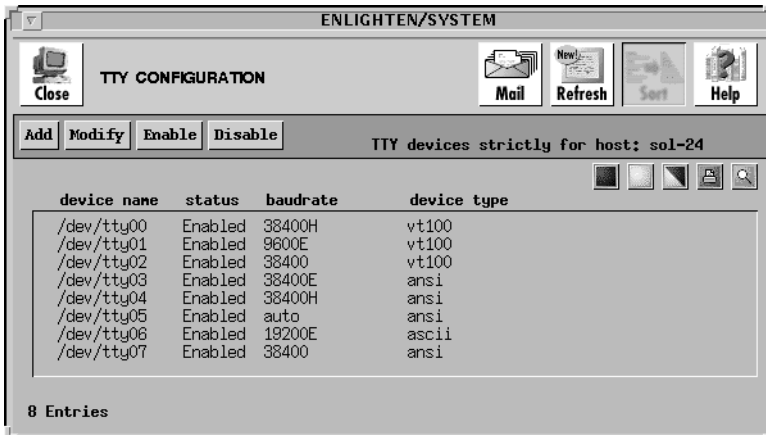 ENLIGHTEN/SYSTEM
Close
TTY CONFIGURATION
Mail
New!
Refresh
Sort
Help
Add Modify Enable Disable
TTY devices strictly for host: sol-24
device name status baudrate device type
/dev/tty00 Enabled 38400H vt100
/dev/tty01 Enabled 9600E vt100
/dev/tty02 Enabled 38400 vt100
/dev/tty03 Enabled 38400E ansi
/dev/tty04 Enabled 38400H ansi
/dev/tty05 Enabled auto ansi
/dev/tty06 Enabled 19200E ascii
/dev/tty07 Enabled 38400 ansi
8 Entries